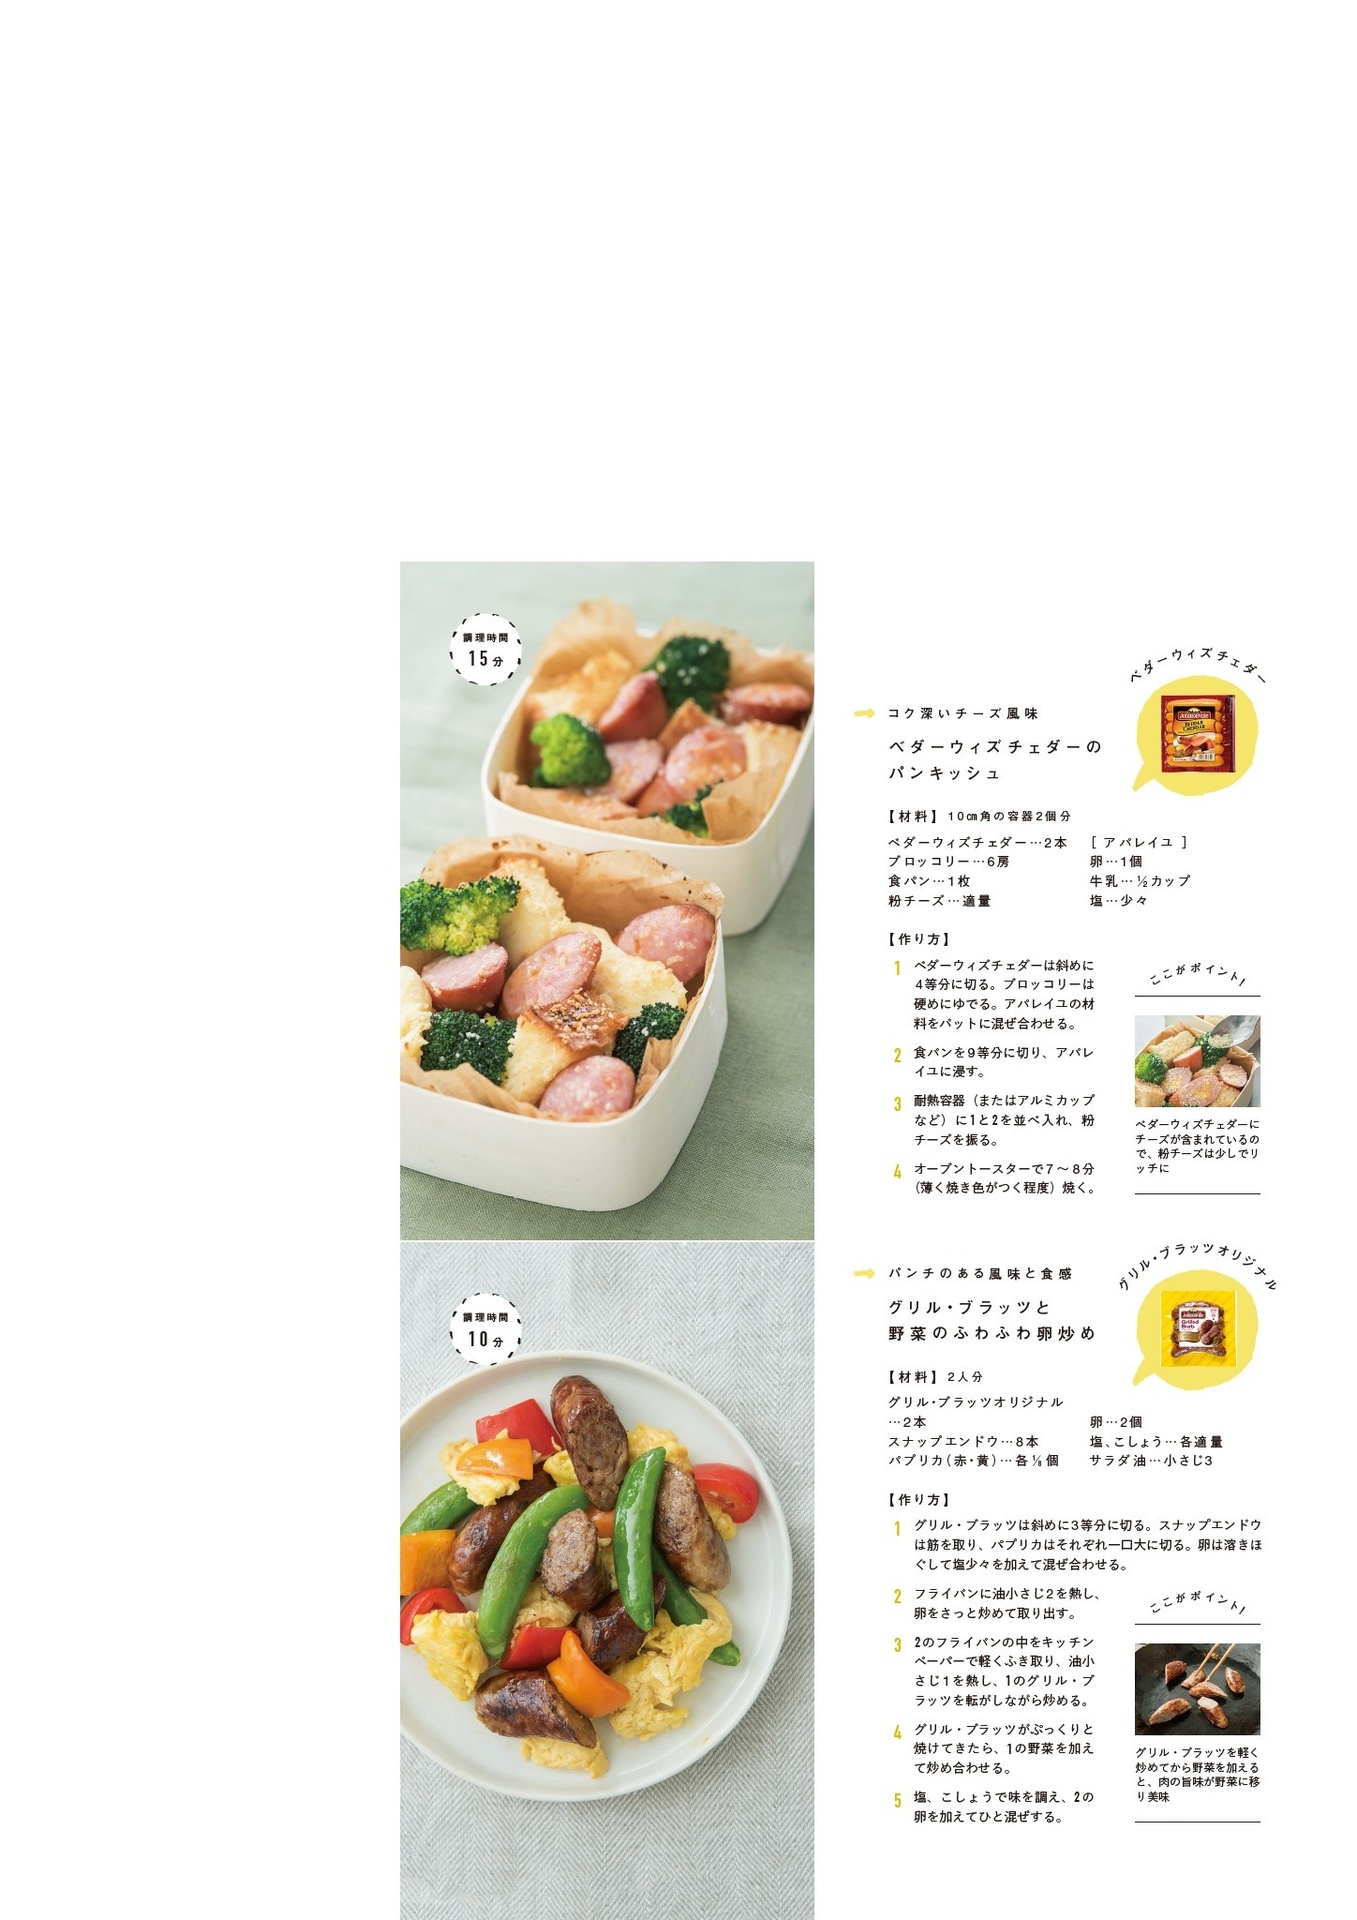 調理時間
15分
ベダーウィズチェダー
コク深いチーズ風味
ベダーウィズチェダーの
パンキッシュ
【材料】10㎝角の容器2個分
ベダーウィズチェダー…2本
ブロッコリー…6房
食パン…1枚
粉チーズ…適量
[ アパレイユ ]
卵…1個
牛乳…½カップ
塩…少々
【作り方】
1 ベダーウィズチェダーは斜めに
4等分に切る。ブロッコリーは
硬めにゆでる。アパレイユの材
料をバットに混ぜ合わせる。
2 食パンを9等分に切り、アパレ
イユに浸す。
3 耐熱容器（またはアルミカップ
など）に1と2を並べ入れ、粉
チーズを振る。
4 オーブントースターで7〜8分
（薄く焼き色がつく程度）焼く。
ここがポイント!
ベダーウィズチェダーに
チーズが含まれているの
で、粉チーズは少しでリ
ッチに
調理時間
10分
グリル・ブラッツオリジナル
Johnsonville
Grilled
Brats
パンチのある風味と食感
グリル・ブラッツと
野菜のふわふわ卵炒め
【材料】2人分
グリル・ブラッツオリジナル
…2本
スナップエンドウ…8本
パプリカ(赤・黄)…各⅛個
卵…2個
塩、こしょう…各適量
サラダ油…小さじ3
【作り方】
1 グリル・ブラッツは斜めに3等分に切る。スナップエンドウ
は筋を取り、パプリカはそれぞれ一口大に切る。卵は溶きほ
ぐして塩少々を加えて混ぜ合わせる。
2 フライパンに油小さじ2を熱し、
卵をさっと炒めて取り出す。
3 2のフライパンの中をキッチン
ペーパーで軽くふき取り、油小
さじ1を熱し、1のグリル・ブ
ラッツを転がしながら炒める。
4 グリル・ブラッツがぷっくりと
焼けてきたら、1の野菜を加え
て炒め合わせる。
5 塩、こしょうで味を調え、2の
卵を加えてひと混ぜする。
ここがポイント!
グリル・ブラッツを軽く
炒めてから野菜を加える
と、肉の旨味が野菜に移
り美味